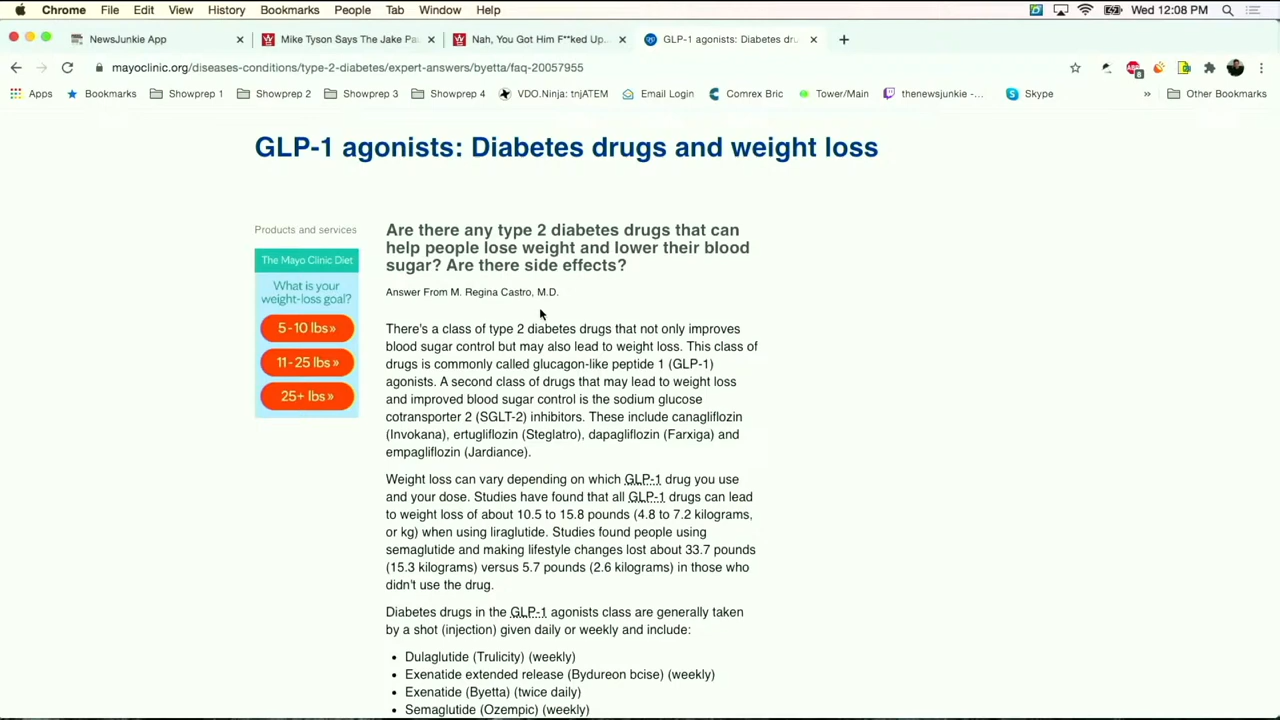 Chrome File Edit View History Bookmarks People Tab Window Help Wed 12:08 PM
NewsJunkie App Mike Tyson Says The Jake Pa Nah, You Got Him F**ked Up... GLP-1 agonists: Diabetes dru
mayoclinic.org/diseases-conditions/type-2-diabetes/expert-answers/byetta/faq-20057955
8
Apps Bookmarks Showprep 1 Showprep 2 Showprep 3 Showprep 4 VDO.Ninja: tnjATEM Email Login Comrex Bric Tower/Main thenewsjunkie -... Skype » Other Bookmarks
GLP-1 agonists: Diabetes drugs and weight loss
Products and services
The Mayo Clinic Diet
What is your
weight-loss goal?
5-10 lbs»
11-25 lbs»
25+ lbs»
Are there any type 2 diabetes drugs that can
help people lose weight and lower their blood
sugar? Are there side effects?
Answer From M. Regina Castro, M.D.
There's a class of type 2 diabetes drugs that not only improves
blood sugar control but may also lead to weight loss. This class of
drugs is commonly called glucagon-like peptide 1 (GLP-1)
agonists. A second class of drugs that may lead to weight loss
and improved blood sugar control is the sodium glucose
cotransporter 2 (SGLT-2) inhibitors. These include canagliflozin
(Invokana), ertugliflozin (Steglatro), dapagliflozin (Farxiga) and
empagliflozin (Jardiance).
Weight loss can vary depending on which GLP-1 drug you use
and your dose. Studies have found that all GLP-1 drugs can lead
to weight loss of about 10.5 to 15.8 pounds (4.8 to 7.2 kilograms,
or kg) when using liraglutide. Studies found people using
semaglutide and making lifestyle changes lost about 33.7 pounds
(15.3 kilograms) versus 5.7 pounds (2.6 kilograms) in those who
didn't use the drug.
Diabetes drugs in the GLP-1 agonists class are generally taken
by a shot (injection) given daily or weekly and include:
• Dulaglutide (Trulicity) (weekly)
• Exenatide extended release (Bydureon bcise) (weekly)
• Exenatide (Byetta) (twice daily)
• Semaglutide (Ozempic) (weekly)